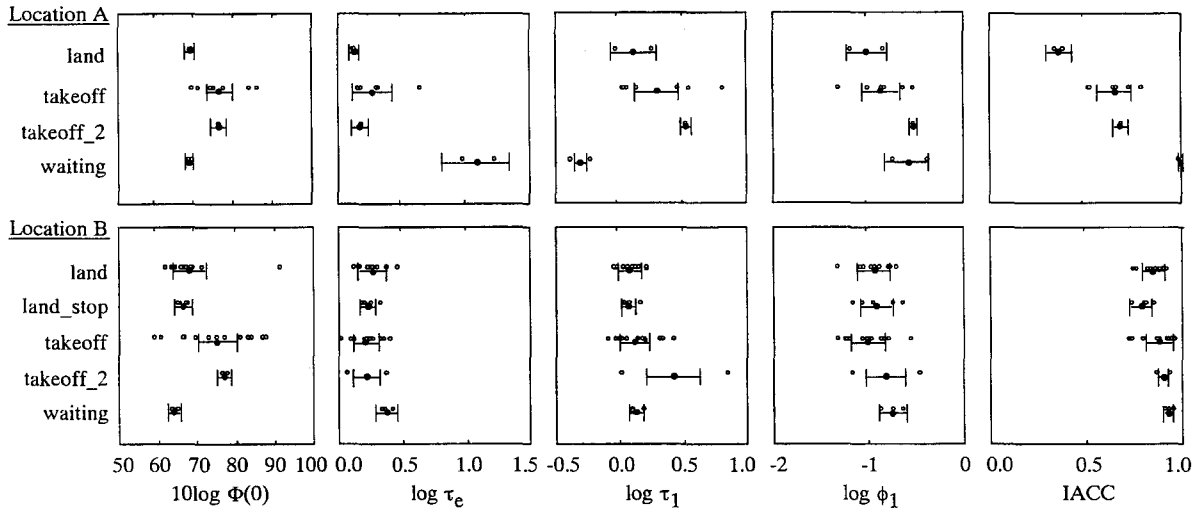 Location A
land
takeoff
takeoff_2
waiting
Location B
land
land_stop
takeoff
takeoff_2
waiting
50 60 70 80 90 100 0.0 0.5 1.0 1.5 -0.5 0.0 0.5 1.0 -2 -1 0 0.0 0.5 1.0
10log Φ(0) log τe log τ1 log ϕ1 IACC